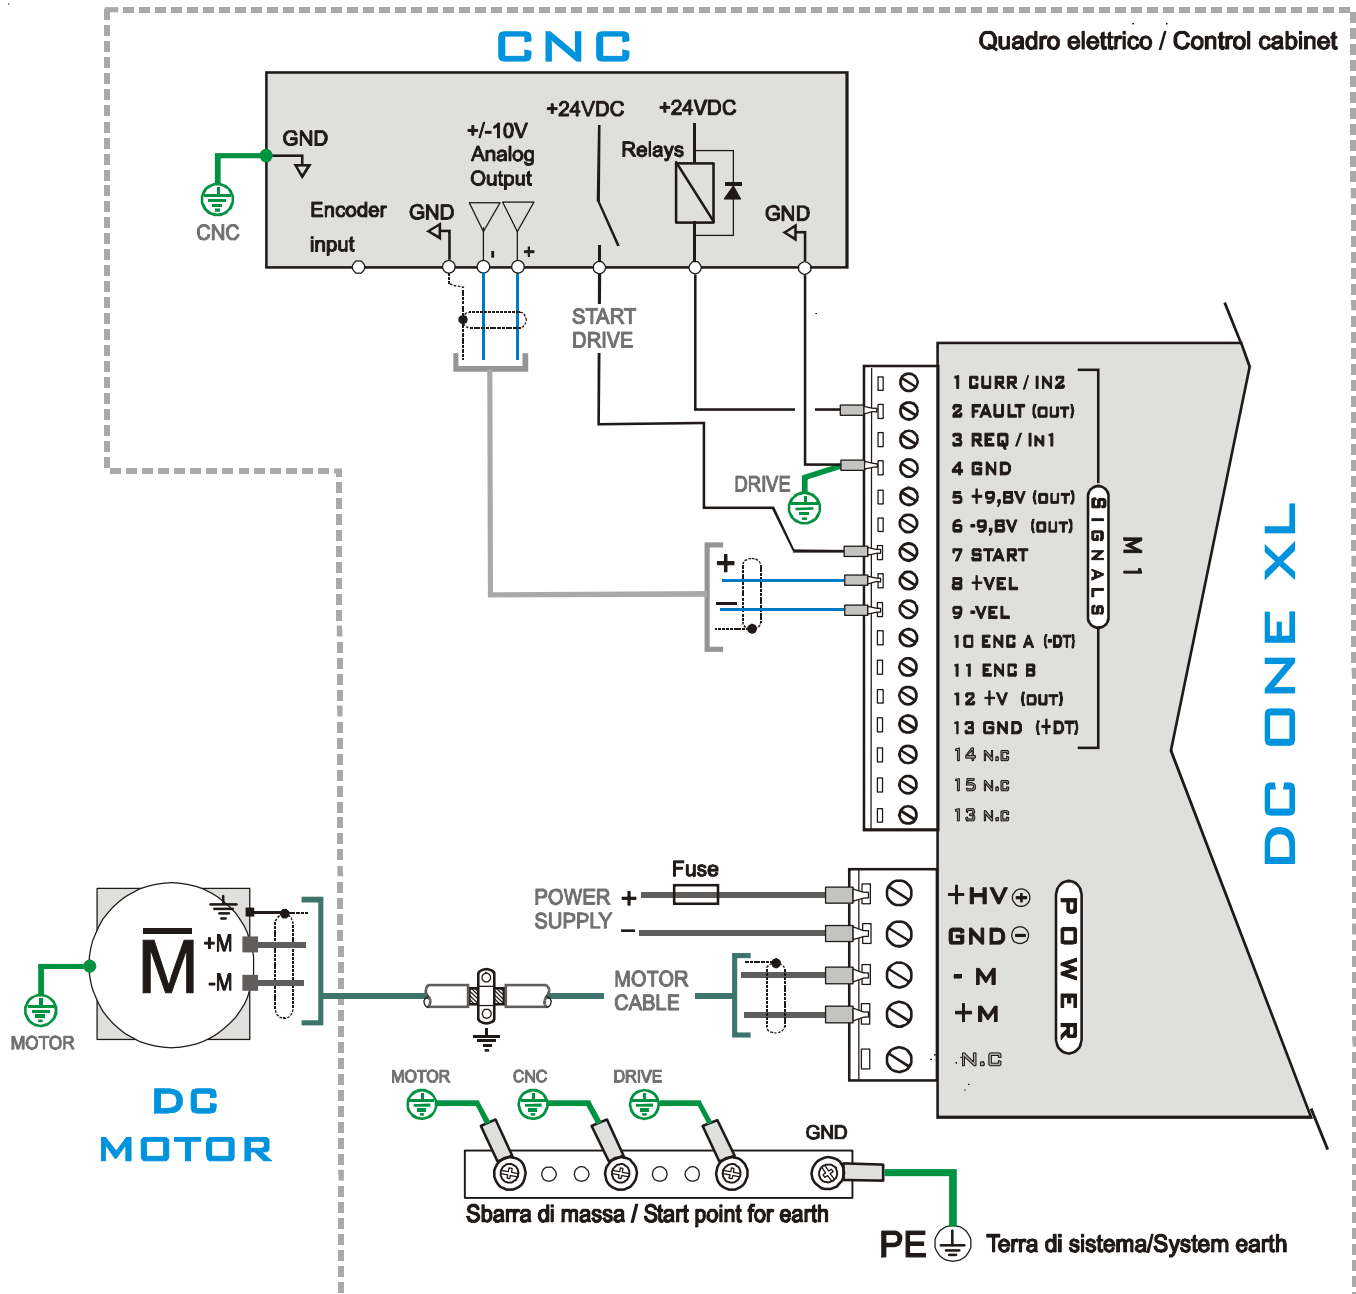 CNC
Quadro elettrico / Control cabinet
+24VDC
+24VDC
GND
+/-10V
Analog
Output
Relays
Encoder
input
GND
GND
-
+
CNC
START
DRIVE
1 CURR / IN2
2 FAULT (OUT)
3 REQ / IN1
4 GND
5 +9,8V (OUT)
6 -9,8V (OUT)
7 START
8 +VEL
9 -VEL
10 ENC A (-DT)
11 ENC B
12 +V (OUT)
13 GND (+DT)
14 N.C
15 N.C
13 N.C
SIGNALS
M 1
DC ONE XL
DRIVE
+
-
Fuse
POWER
SUPPLY
+
-
+HV
GND
- M
+M
N.C
POWER
MOTOR
CABLE
M
+M
-M
MOTOR
DC
MOTOR
MOTOR
CNC
DRIVE
GND
Sbarra di massa / Start point for earth
PE
Terra di sistema/System earth